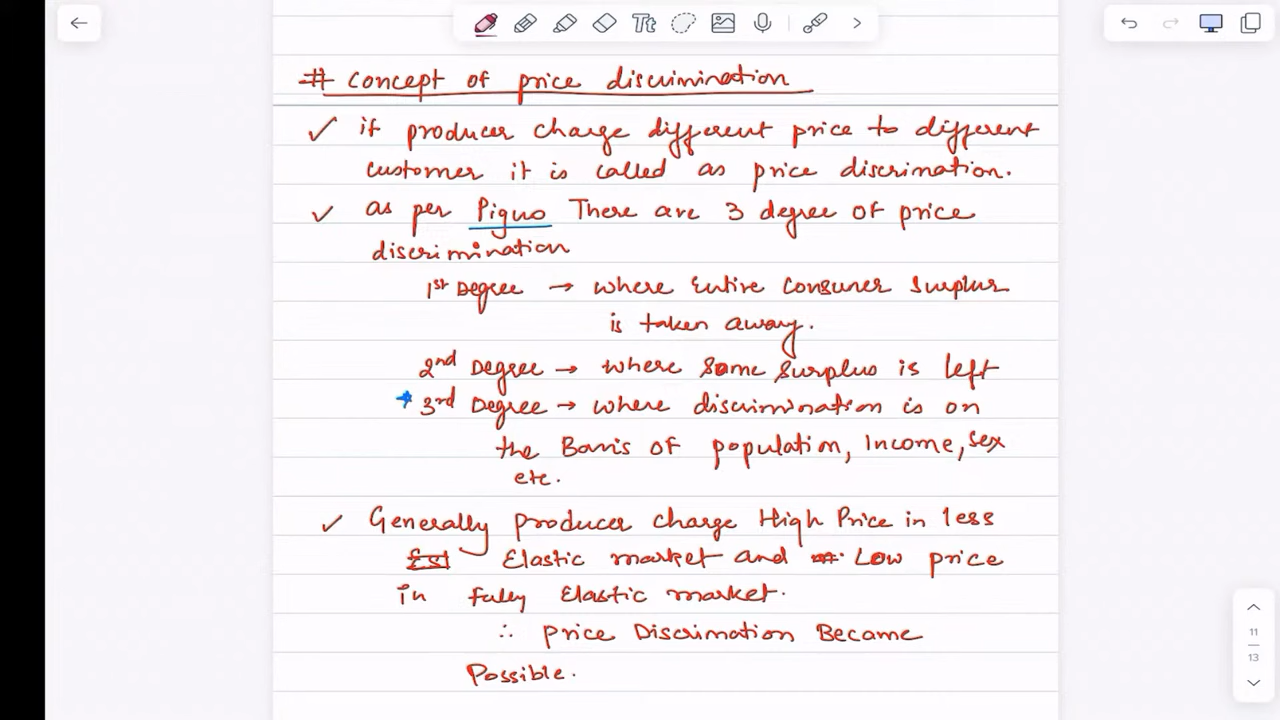 Tt
# Concept of price discrimination
✓ if producer charge different price to different
customer it is called as price discrimation.
✓ as per Piguo There are 3 degree of price
discrimination
1st Degree → where Entire Consumer Surplus
is taken away.
2nd Degree → where Some Surplus is left
3rd Degree → where discrimination is on
the Basis of population, Income, Sex
etc.
✓ Generally producer charge High Price in less
Elastic market and Low price
in fully Elastic market.
∴ price Discrimation Became
Possible.
11
13